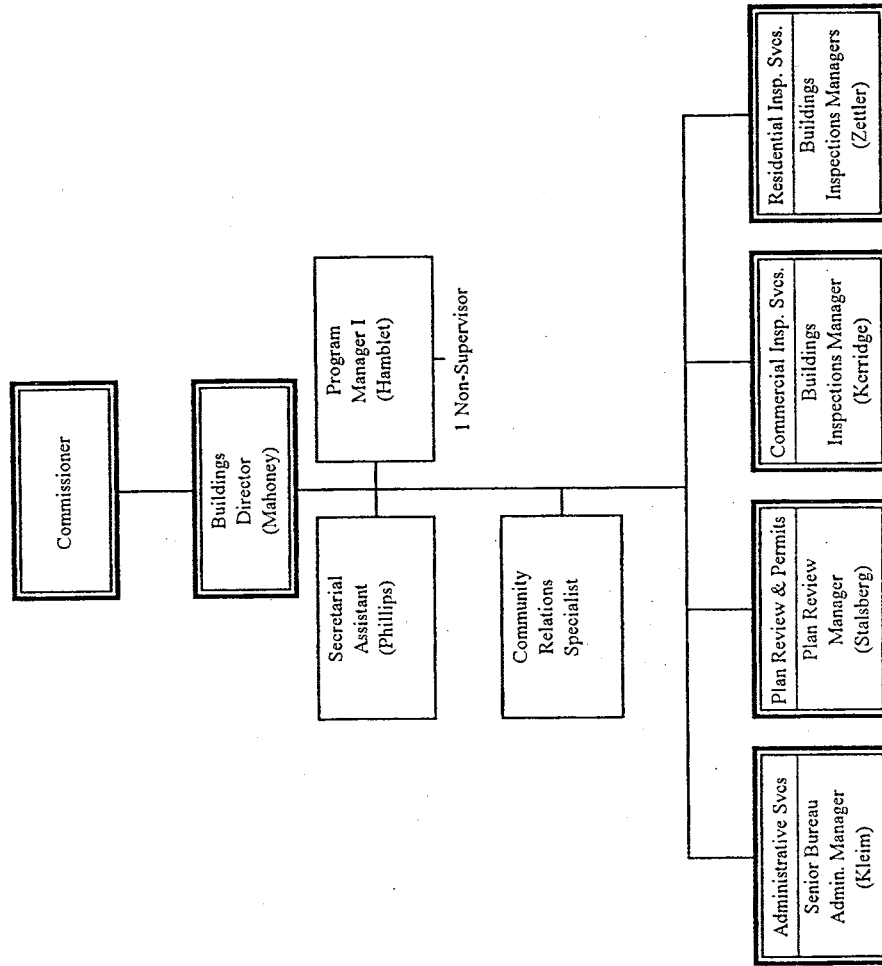 Commissioner
Buildings
Director
(Mahoney)
Secretarial
Assistant
(Phillips)
Program
Manager I
(Hamblet)
1 Non-Supervisor
Community
Relations
Specialist
Administrative Svcs
Senior Bureau
Admin. Manager
(Kleim)
Plan Review & Permits
Plan Review
Manager
(Stalsberg)
Commercial Insp. Svcs.
Buildings
Inspections Manager
(Kerridge)
Residential Insp. Svcs.
Buildings
Inspections Managers
(Zettler)